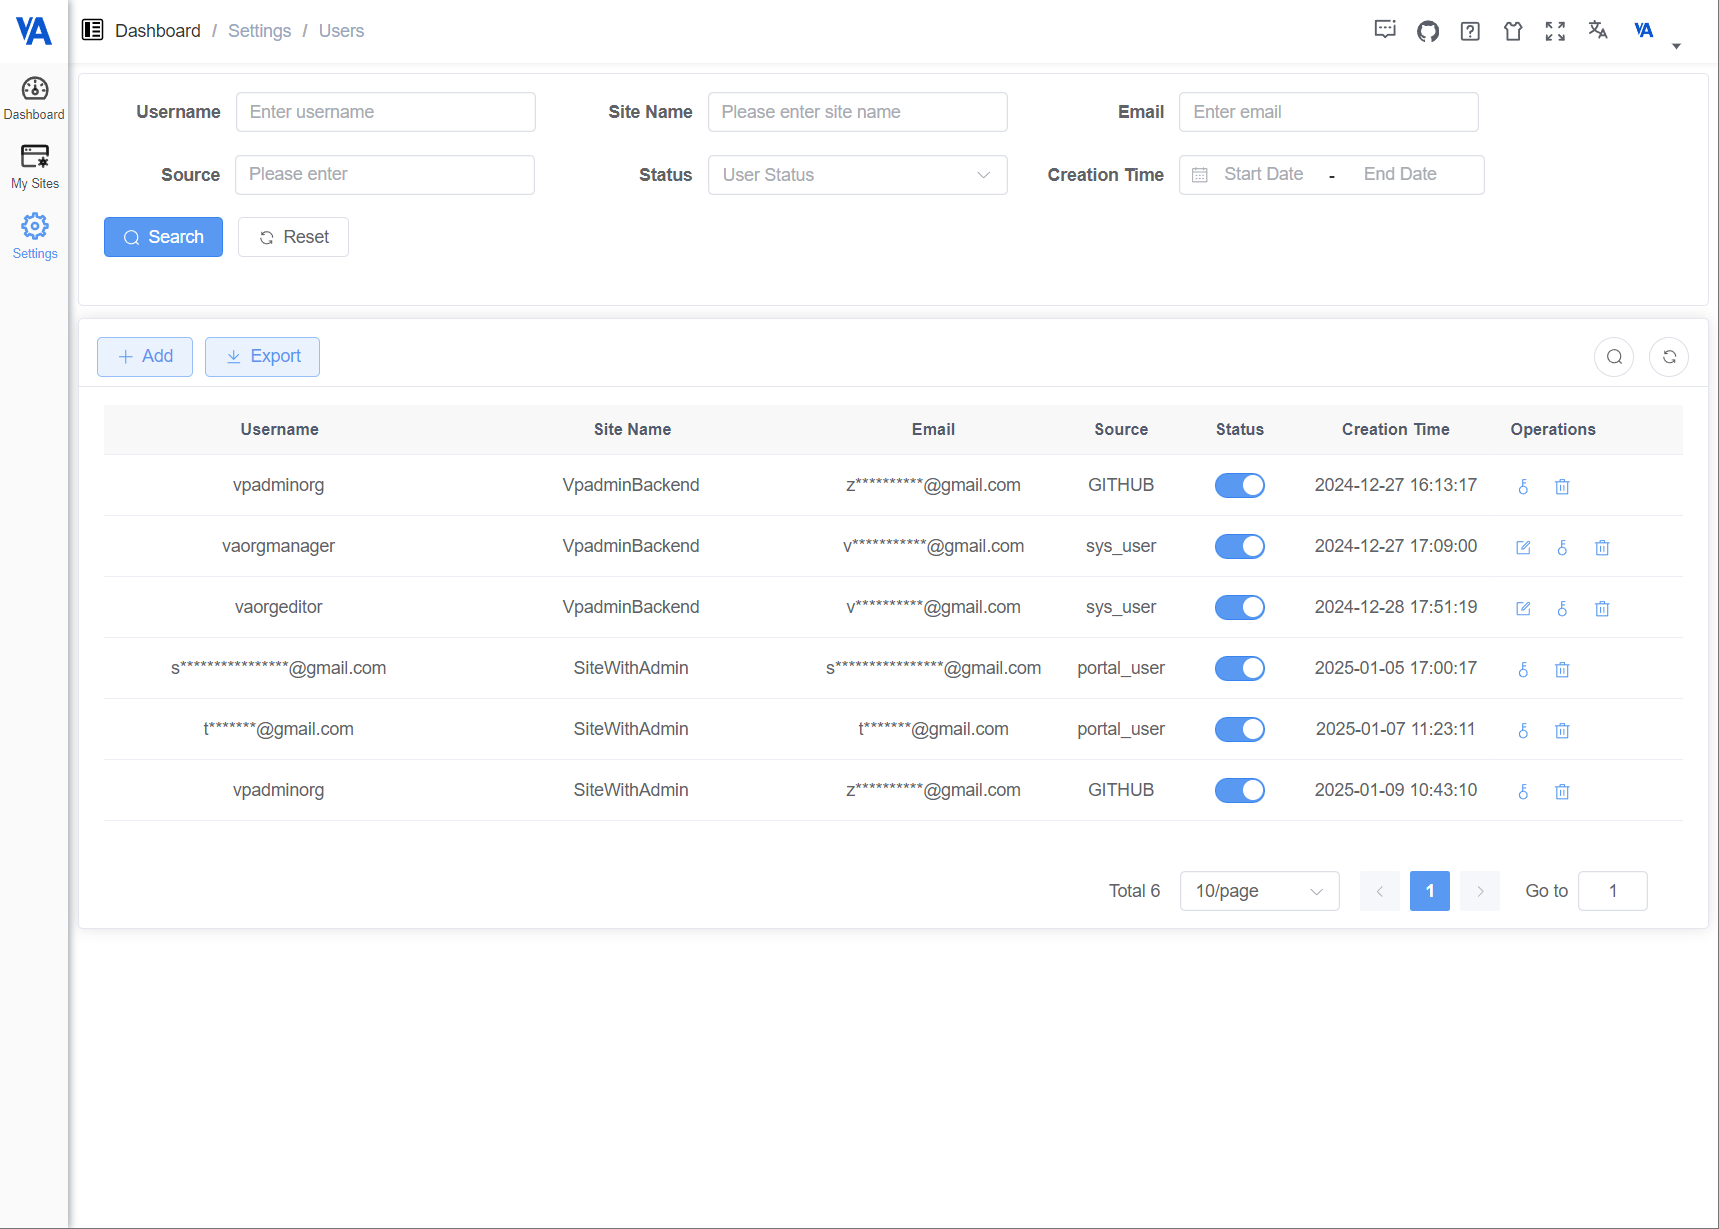 VA
Dashboard / Settings / Users
VA
Dashboard
My Sites
Settings
Username Enter username Site Name Please enter site name Email Enter email
Source Please enter Status User Status Creation Time Start Date - End Date
Search Reset
Add Export
Username Site Name Email Source Status Creation Time Operations
vpadminorg VpadminBackend z**********@gmail.com GITHUB 2024-12-27 16:13:17
vaorgmanager VpadminBackend v***********@gmail.com sys_user 2024-12-27 17:09:00
vaorgeditor VpadminBackend v**********@gmail.com sys_user 2024-12-28 17:51:19
s****************@gmail.com SiteWithAdmin s****************@gmail.com portal_user 2025-01-05 17:00:17
t*******@gmail.com SiteWithAdmin t*******@gmail.com portal_user 2025-01-07 11:23:11
vpadminorg SiteWithAdmin z**********@gmail.com GITHUB 2025-01-09 10:43:10
Total 6 10/page 1 Go to 1